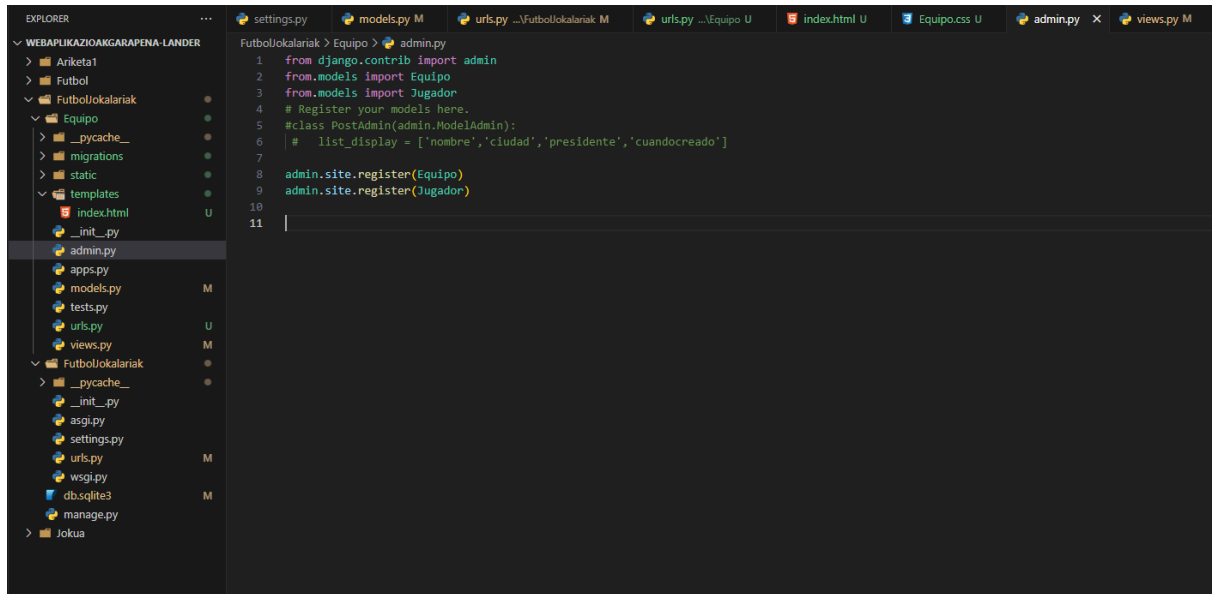 EXPLORER
···
settings.py
models.py M
urls.py ...\FutbolJokalariak M
urls.py ...\Equipo U
index.html U
Equipo.css U
admin.py
views.py M
WEBAPLIKAZIOAKGARAPENA-LANDER
FutbolJokalariak > Equipo > admin.py
Ariketa1
Futbol
FutbolJokalariak
Equipo
__pycache__
migrations
static
templates
index.html U
__init__.py
admin.py
apps.py
models.py M
tests.py
urls.py U
views.py M
FutbolJokalariak
__pycache__
__init__.py
asgi.py
settings.py
urls.py M
wsgi.py
db.sqlite3 M
manage.py
Jokua
1 from django.contrib import admin
2 from.models import Equipo
3 from.models import Jugador
4 # Register your models here.
5 #class PostAdmin(admin.ModelAdmin):
6 #   list_display = ['nombre','ciudad','presidente','cuandocreado']
7
8 admin.site.register(Equipo)
9 admin.site.register(Jugador)
10
11